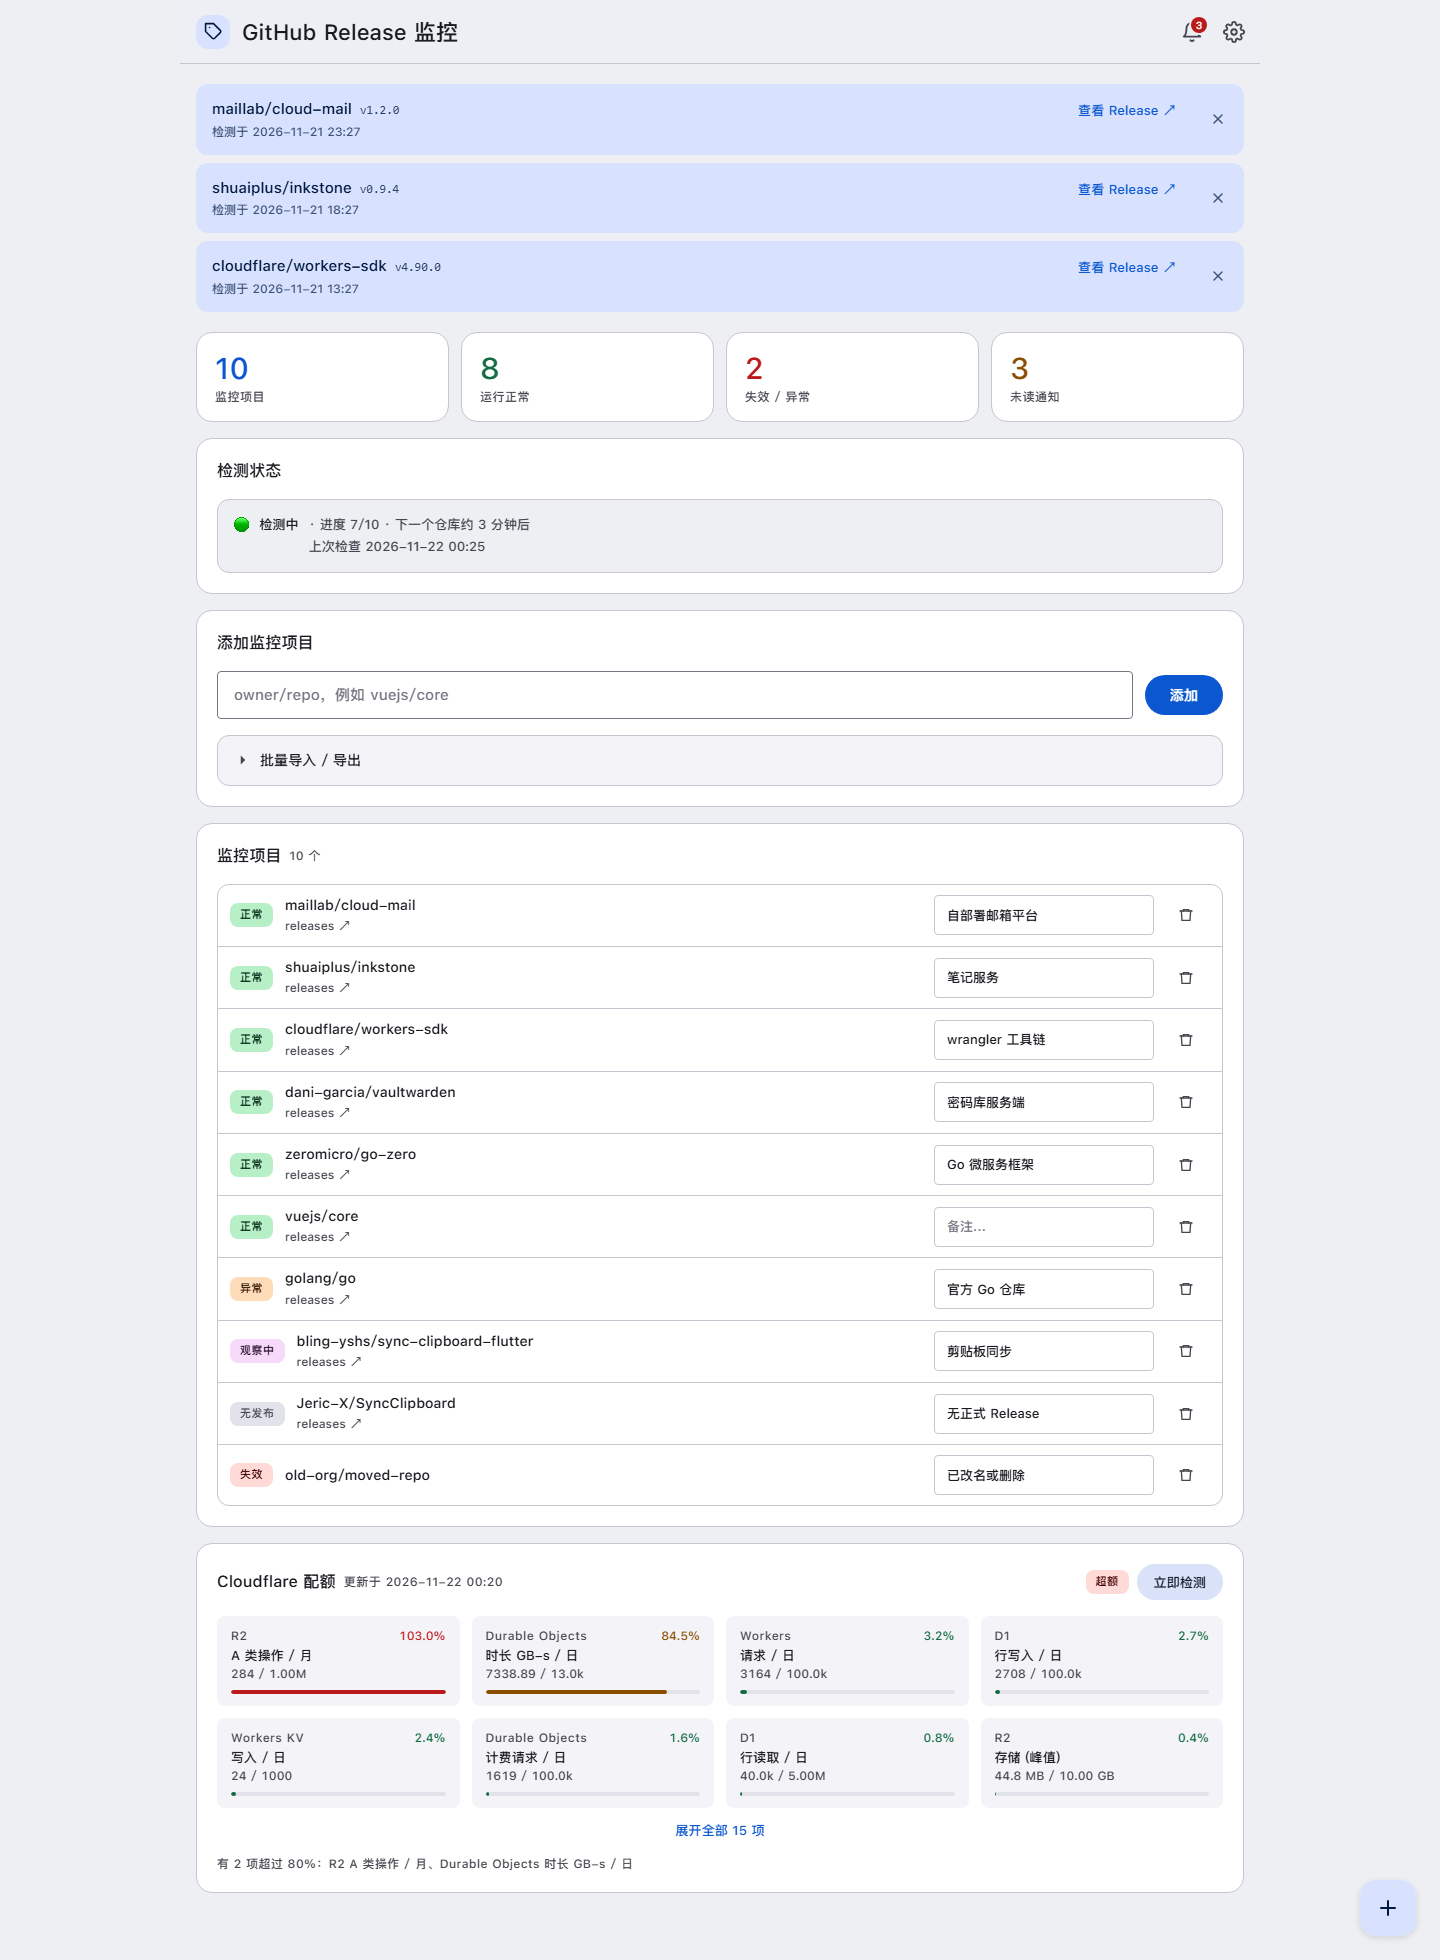 GitHub Release 监控
3
maillab/cloud-mail v1.2.0
查看 Release ↗
检测于 2026-11-21 23:27
shuaiplus/inkstone v0.9.4
查看 Release ↗
检测于 2026-11-21 18:27
cloudflare/workers-sdk v4.90.0
查看 Release ↗
检测于 2026-11-21 13:27
10
监控项目
8
运行正常
2
失效 / 异常
3
未读通知
检测状态
检测中 · 进度 7/10 · 下一个仓库约 3 分钟后
上次检查 2026-11-22 00:25
添加监控项目
owner/repo，例如 vuejs/core
添加
批量导入 / 导出
监控项目 10 个
正常 maillab/cloud-mail
releases ↗
自部署邮箱平台
正常 shuaiplus/inkstone
releases ↗
笔记服务
正常 cloudflare/workers-sdk
releases ↗
wrangler 工具链
正常 dani-garcia/vaultwarden
releases ↗
密码库服务端
正常 zeromicro/go-zero
releases ↗
Go 微服务框架
正常 vuejs/core
releases ↗
备注...
异常 golang/go
releases ↗
官方 Go 仓库
观察中 bling-yshs/sync-clipboard-flutter
releases ↗
剪贴板同步
无发布 Jeric-X/SyncClipboard
releases ↗
无正式 Release
失效 old-org/moved-repo
已改名或删除
Cloudflare 配额 更新于 2026-11-22 00:20
超额
立即检测
R2 103.0%
A 类操作 / 月
284 / 1.00M
Durable Objects 84.5%
时长 GB-s / 日
7338.89 / 13.0k
Workers 3.2%
请求 / 日
3164 / 100.0k
D1 2.7%
行写入 / 日
2708 / 100.0k
Workers KV 2.4%
写入 / 日
24 / 1000
Durable Objects 1.6%
计费请求 / 日
1619 / 100.0k
D1 0.8%
行读取 / 日
40.0k / 5.00M
R2 0.4%
存储 (峰值)
44.8 MB / 10.00 GB
展开全部 15 项
有 2 项超过 80%：R2 A 类操作 / 月、Durable Objects 时长 GB-s / 日